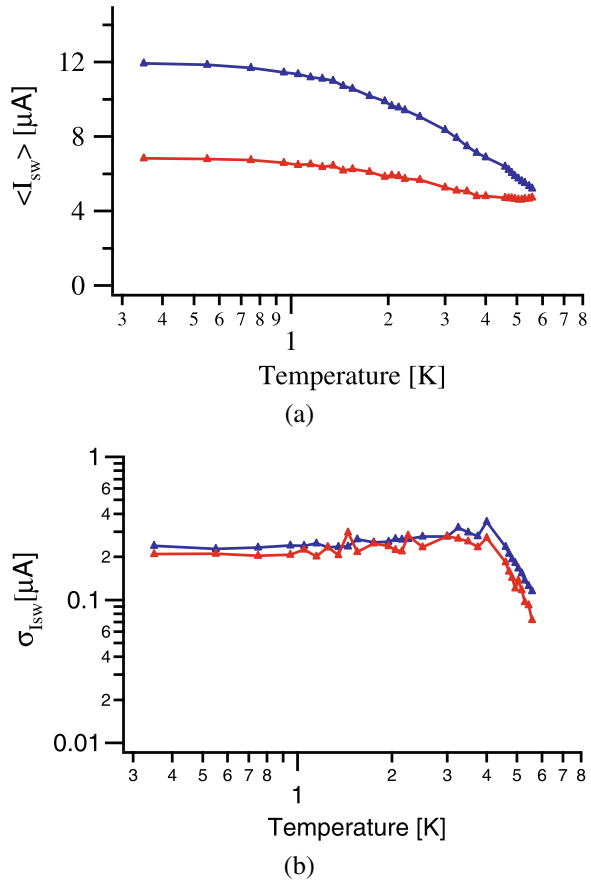 12
8
4
0
<I_sw> [μA]
3 4 5 6 7 8 9 1 2 3 4 5 6 7 8
Temperature [K]
(a)
1
6
4
2
0.1
6
4
2
0.01
σ_Isw[μA]
3 4 5 6 7 8 1 2 3 4 5 6 7 8
Temperature [K]
(b)